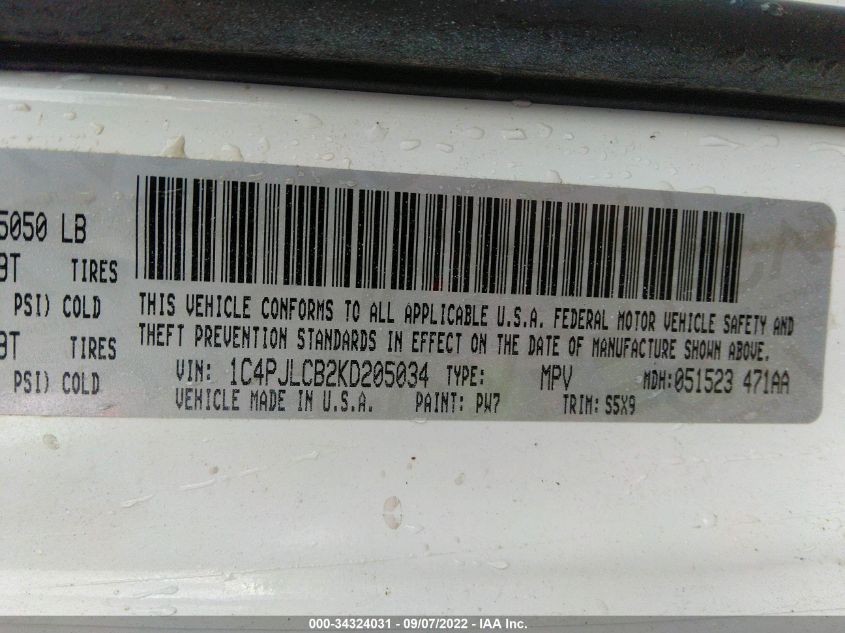 5050 LB
BT TIRES
PSI) COLD
BT TIRES
PSI) COLD
THIS VEHICLE CONFORMS TO ALL APPLICABLE U.S.A. FEDERAL MOTOR VEHICLE SAFETY AND
THEFT PREVENTION STANDARDS IN EFFECT ON THE DATE OF MANUFACTURE SHOWN ABOVE.
VIN: 1C4PJLCB2KD205034 TYPE: MPV MDH:051523 471AA
VEHICLE MADE IN U.S.A. PAINT: PW7 TRIM: S5X9
000-34324031 - 09/07/2022 - IAA Inc.